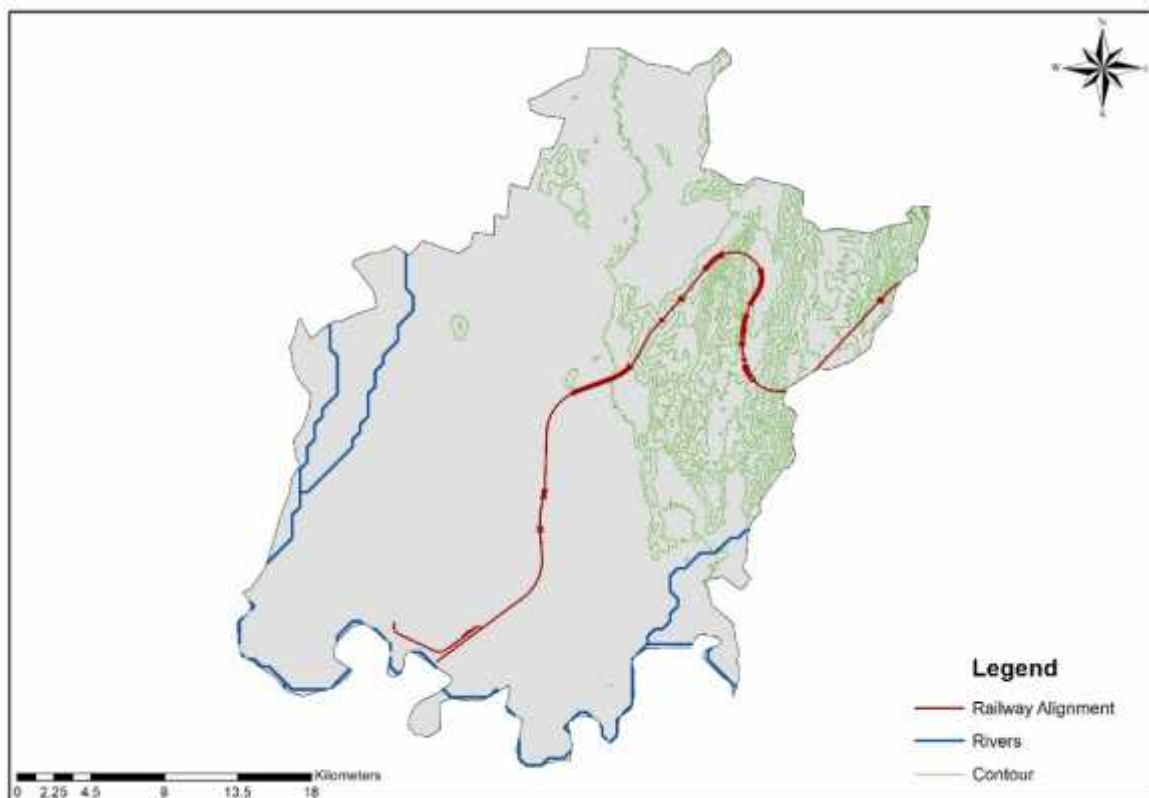 N
W
S
Legend
Railway Alignment
Rivers
Contour
Kilometers
0 2.25 4.5 9 13.5 18